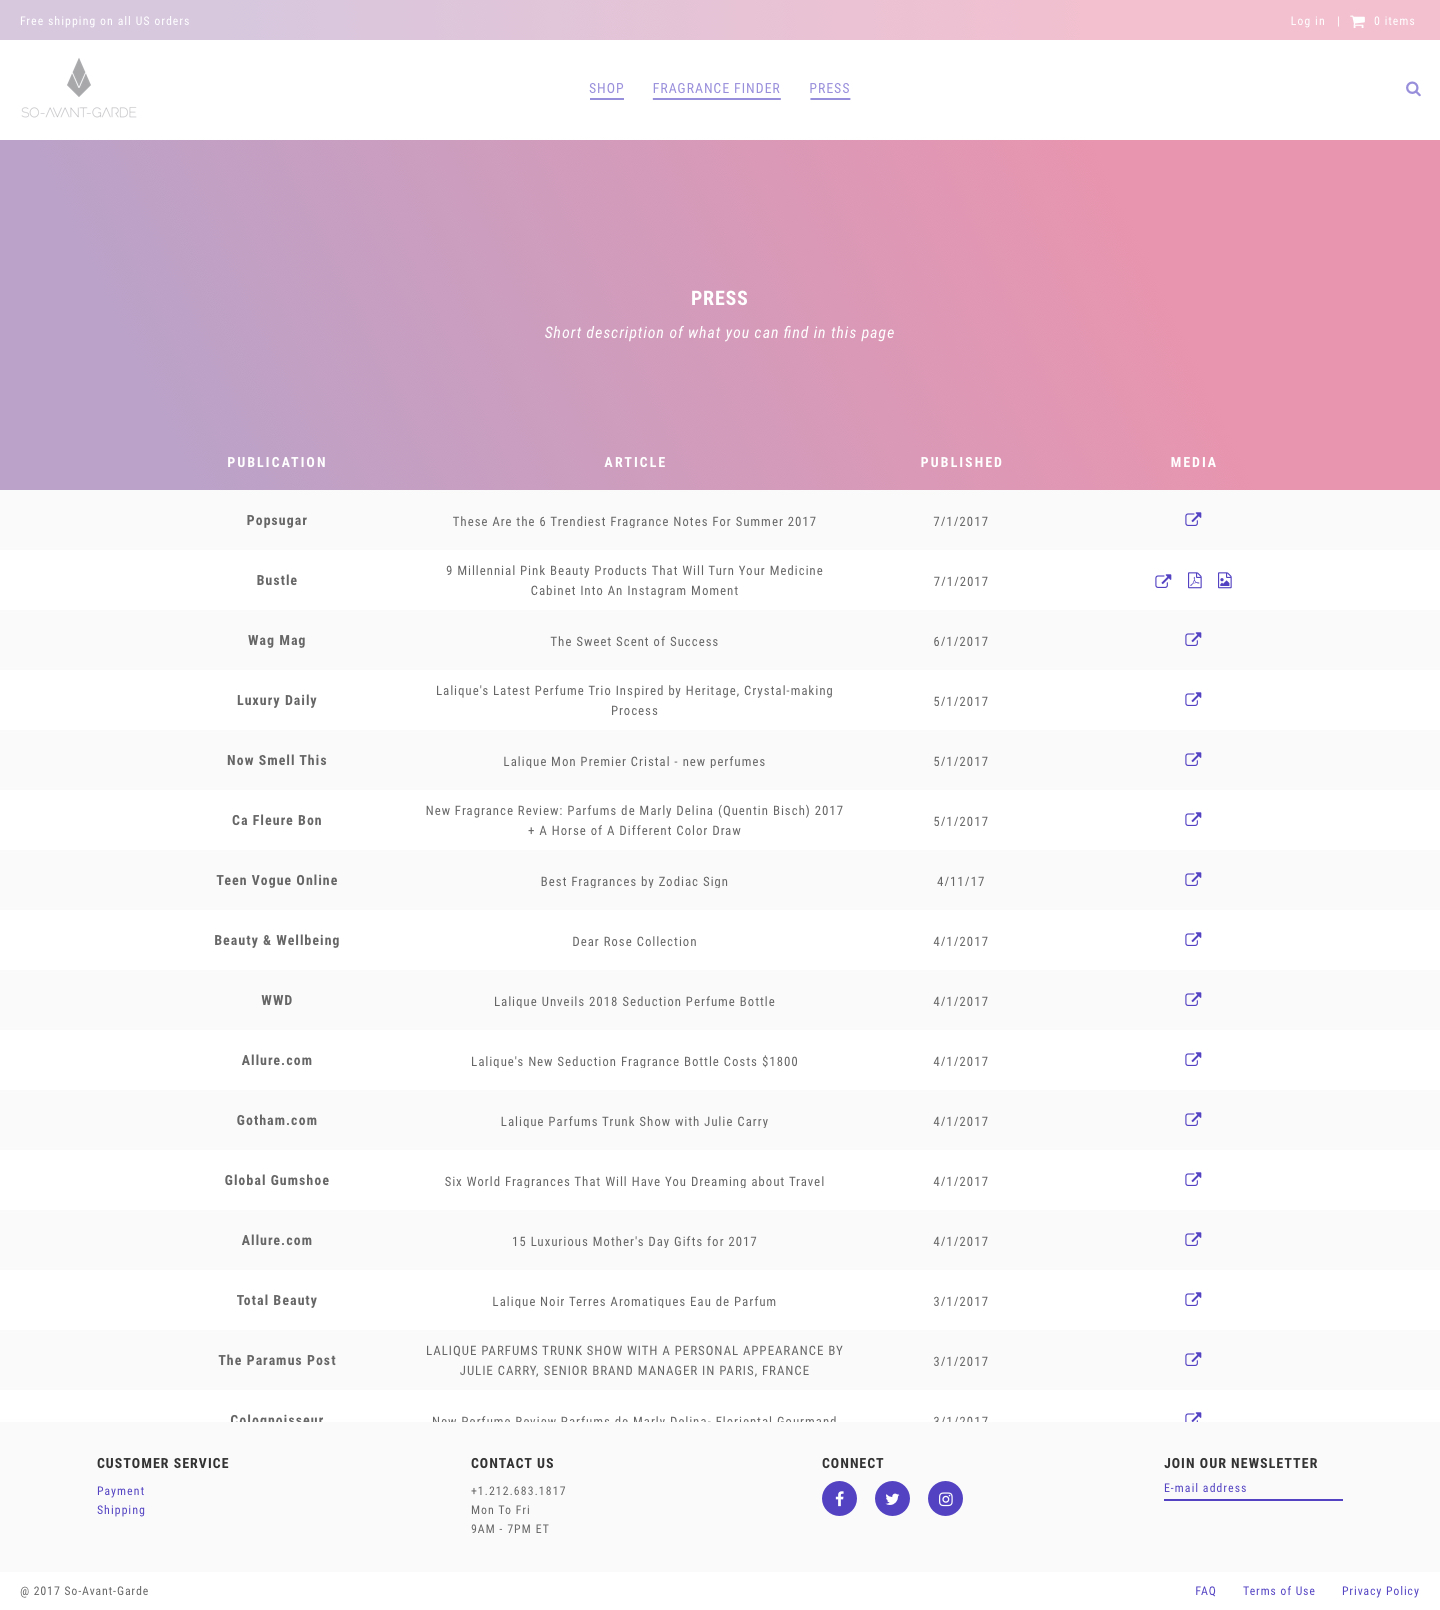 Free shipping on all US orders
Log in | 0 items
SO-AVANT-GARDE
SHOP FRAGRANCE FINDER PRESS
PRESS
Short description of what you can find in this page
PUBLICATION ARTICLE PUBLISHED MEDIA
Popsugar These Are the 6 Trendiest Fragrance Notes For Summer 2017 7/1/2017
Bustle 9 Millennial Pink Beauty Products That Will Turn Your Medicine
Cabinet Into An Instagram Moment 7/1/2017
Wag Mag The Sweet Scent of Success 6/1/2017
Luxury Daily Lalique's Latest Perfume Trio Inspired by Heritage, Crystal-making
Process 5/1/2017
Now Smell This Lalique Mon Premier Cristal - new perfumes 5/1/2017
Ca Fleure Bon New Fragrance Review: Parfums de Marly Delina (Quentin Bisch) 2017
+ A Horse of A Different Color Draw 5/1/2017
Teen Vogue Online Best Fragrances by Zodiac Sign 4/11/17
Beauty & Wellbeing Dear Rose Collection 4/1/2017
WWD Lalique Unveils 2018 Seduction Perfume Bottle 4/1/2017
Allure.com Lalique's New Seduction Fragrance Bottle Costs $1800 4/1/2017
Gotham.com Lalique Parfums Trunk Show with Julie Carry 4/1/2017
Global Gumshoe Six World Fragrances That Will Have You Dreaming about Travel 4/1/2017
Allure.com 15 Luxurious Mother's Day Gifts for 2017 4/1/2017
Total Beauty Lalique Noir Terres Aromatiques Eau de Parfum 3/1/2017
The Paramus Post LALIQUE PARFUMS TRUNK SHOW WITH A PERSONAL APPEARANCE BY
JULIE CARRY, SENIOR BRAND MANAGER IN PARIS, FRANCE 3/1/2017
Colognoisseur New Perfume Review Parfums de Marly Delina- Floriental Gourmand 3/1/2017
CUSTOMER SERVICE
Payment
Shipping
CONTACT US
+1.212.683.1817
Mon To Fri
9AM - 7PM ET
CONNECT
JOIN OUR NEWSLETTER
E-mail address
@ 2017 So-Avant-Garde
FAQ Terms of Use Privacy Policy